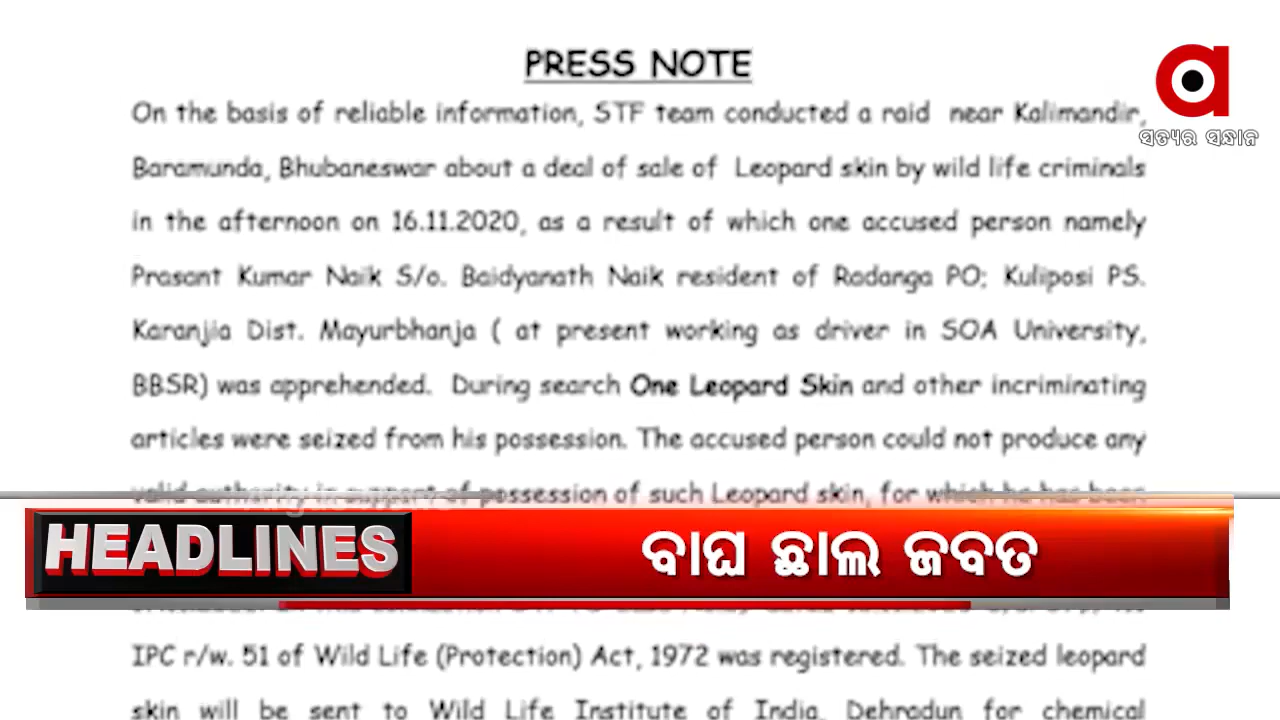 PRESS NOTE
On the basis of reliable information, STF team conducted a raid near Kalimandir,
ସତ୍ୟର ସନ୍ଧାନ
Baramunda, Bhubaneswar about a deal of sale of Leopard skin by wild life criminals
in the afternoon on 16.11.2020, as a result of which one accused person namely
Prasant Kumar Naik S/o. Baidyanath Naik resident of Radanga PO; Kuliposi PS.
Karanjia Dist. Mayurbhanja ( at present working as driver in SOA University,
BBSR) was apprehended. During search One Leopard Skin and other incriminating
articles were seized from his possession. The accused person could not produce any
valid authority in support of possession of such Leopard skin, for which he has been
HEADLINES
ବାଘ ଛାଲ ଜବତ
IPC r/w. 51 of Wild Life (Protection) Act, 1972 was registered. The seized leopard
skin will be sent to Wild Life Institute of India, Dehradun for chemical